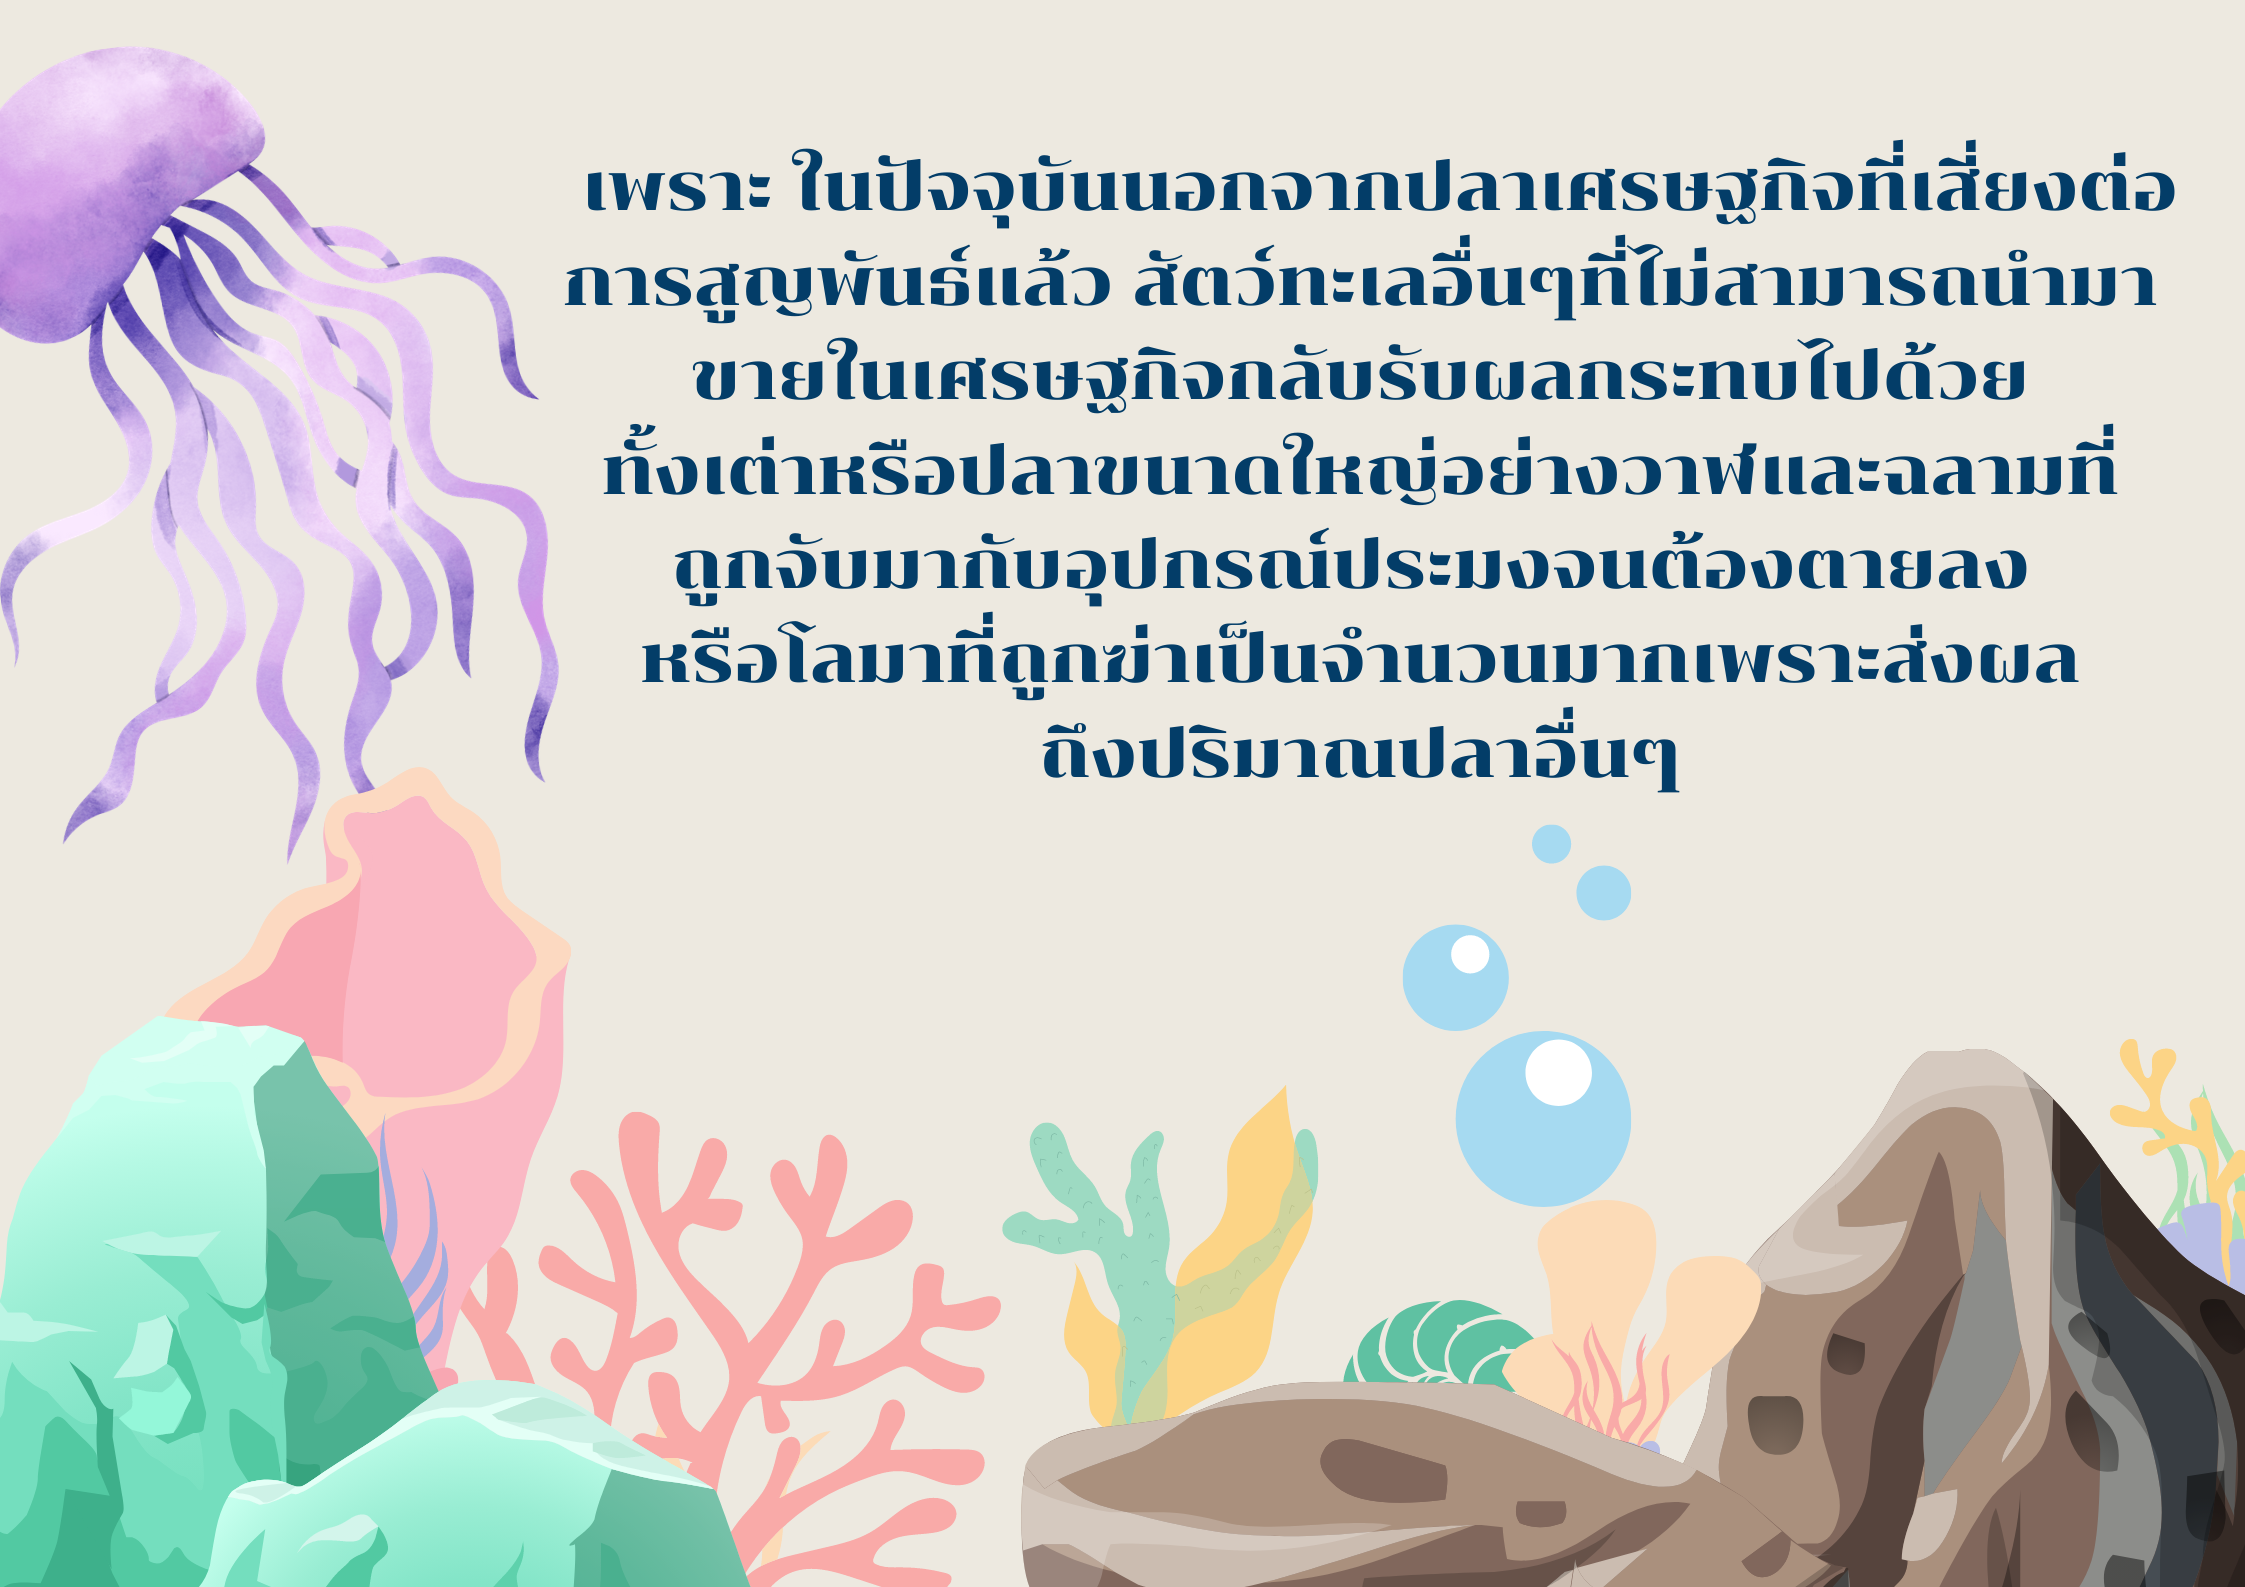 เพราะ ในปัจจุบันนอกจากปลาเศรษฐกิจที่เสี่ยงต่อ
การสูญพันธ์แล้ว สัตว์ทะเลอื่นๆที่ไม่สามารถนำมา
ขายในเศรษฐกิจกลับรับผลกระทบไปด้วย
ทั้งเต่าหรือปลาขนาดใหญ่อย่างวาฬและฉลามที่
ถูกจับมากับอุปกรณ์ประมงจนต้องตายลง
หรือโลมาที่ถูกฆ่าเป็นจำนวนมากเพราะส่งผล
ถึงปริมาณปลาอื่นๆ